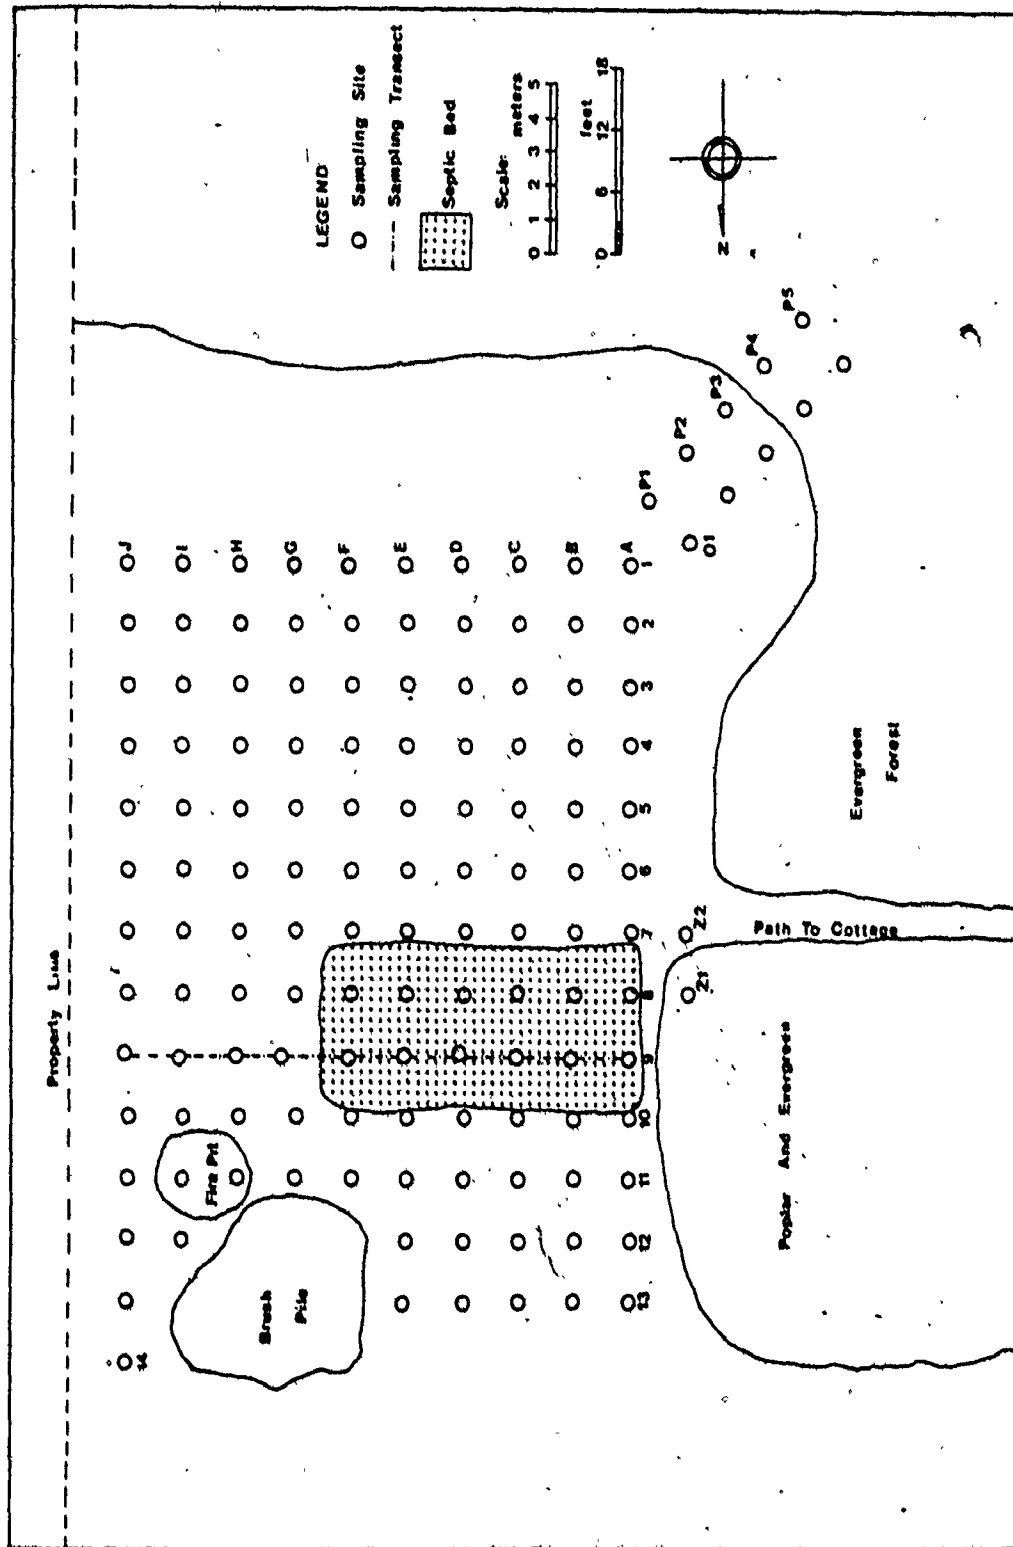 Property Line
LEGEND
Sampling Site
Sampling Transect
Septic Bed
Scale:
meters
0 1 2 3 4 5
feet
0 6 12 18
N
J
I
H
G
F
E
D
C
B
A
1 2 3 4 5 6 7 8 9 10 11 12 13
14
P1
P2
P3
P4
P5
O1
Z2
Z1
Fire Pit
Brush
Pile
Path To Cottage
Evergreen
Forest
Poplar And Evergreen